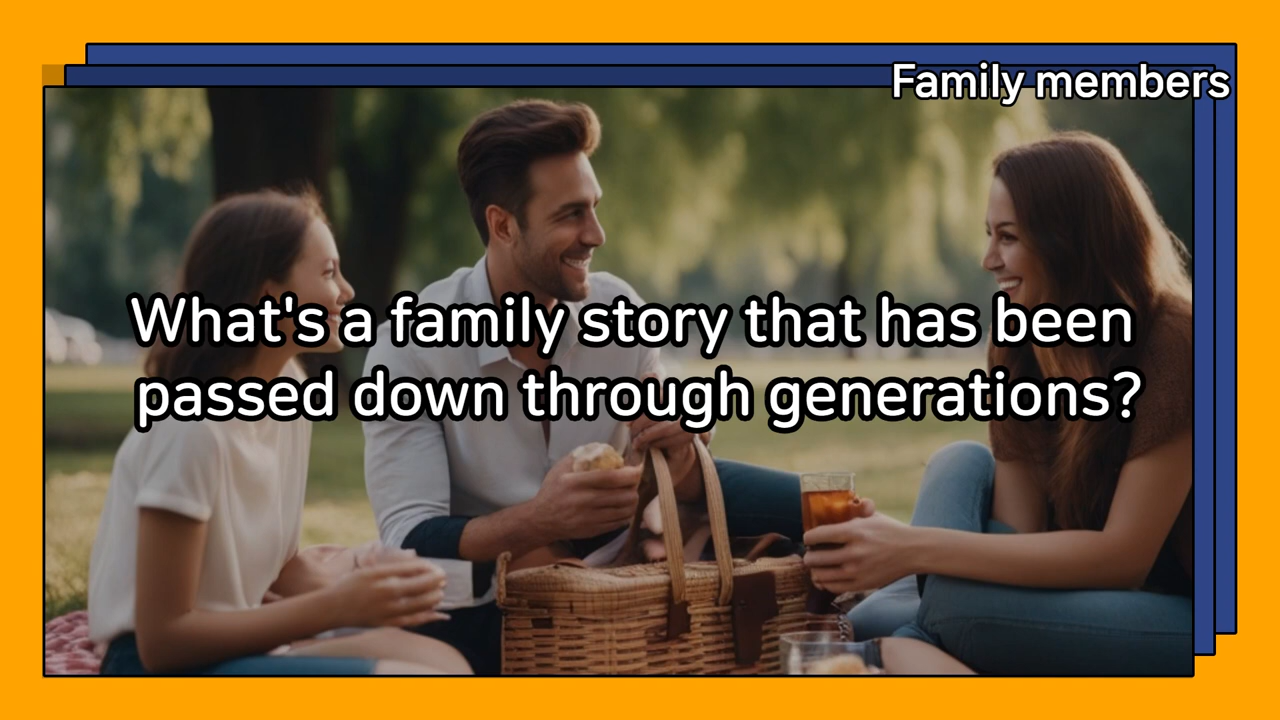 Family members
What's a family story that has been
passed down through generations?